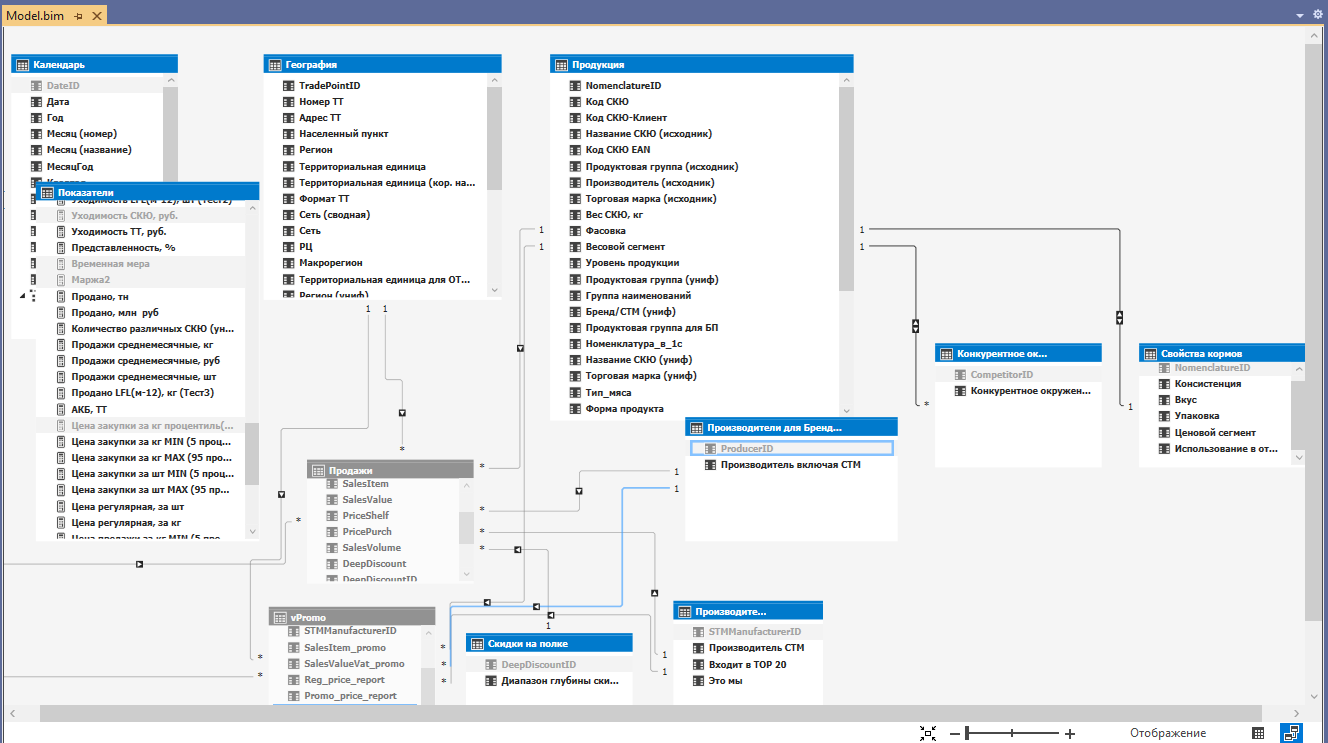 Model.bim
Календарь
DateID
Дата
Год
Месяц (номер)
Месяц (название)
МесяцГод
Показатели
Уходимость LFL(м-12), шт (Тест2)
Уходимость СКЮ, руб.
Уходимость ТТ, руб.
Представленность, %
Временная мера
Маржа2
Продано, тн
Продано, млн руб
Количество различных СКЮ (ун...
Продажи среднемесячные, кг
Продажи среднемесячные, руб
Продажи среднемесячные, шт
Продано LFL(м-12), кг (Тест3)
АКБ, ТТ
Цена закупки за кг процентиль(...
Цена закупки за кг MIN (5 проц...
Цена закупки за кг MAX (95 про...
Цена закупки за шт MIN (5 проц...
Цена закупки за шт MAX (95 пр...
Цена регулярная, за шт
Цена регулярная, за кг
Цена продажи за кг MIN (5 про...
География
TradePointID
Номер ТТ
Адрес ТТ
Населенный пункт
Регион
Территориальная единица
Территориальная единица (кор. на...
Формат ТТ
Сеть (сводная)
Сеть
РЦ
Макрорегион
Территориальная единица для ОТ...
Регион (униф)
1 1
*
Продукция
NomenclatureID
Код СКЮ
Код СКЮ-Клиент
Название СКЮ (исходник)
Код СКЮ EAN
Продуктовая группа (исходник)
Производитель (исходник)
Торговая марка (исходник)
Вес СКЮ, кг
Фасовка
Весовой сегмент
Уровень продукции
Продуктовая группа (униф)
Группа наименований
Бренд/СТМ (униф)
Продуктовая группа для БП
Номенклатура_в_1с
Название СКЮ (униф)
Торговая марка (униф)
Тип_мяса
Форма продукта
1 1
1 1
Конкурентное ок...
CompetitorID
Конкурентное окружен...
*
Свойства кормов
NomenclatureID
Консистенция
Вкус
Упаковка
Ценовой сегмент
Использование в от...
1
Производители для Бренд...
ProducerID
Производитель включая СТМ
1
1
Продажи
SalesItem
SalesValue
PriceShelf
PricePurch
SalesVolume
DeepDiscount
DeepDiscountID
*
*
*
*
*
vPromo
STMManufacturerID
SalesItem_promo
SalesValueVat_promo
Reg_price_report
Promo_price_report
*
*
*
*
*
1
Скидки на полке
DeepDiscountID
Диапазон глубины ски...
Производите...
STMManufacturerID
Производитель СТМ
Входит в TOP 20
Это мы
1
1
Отображение